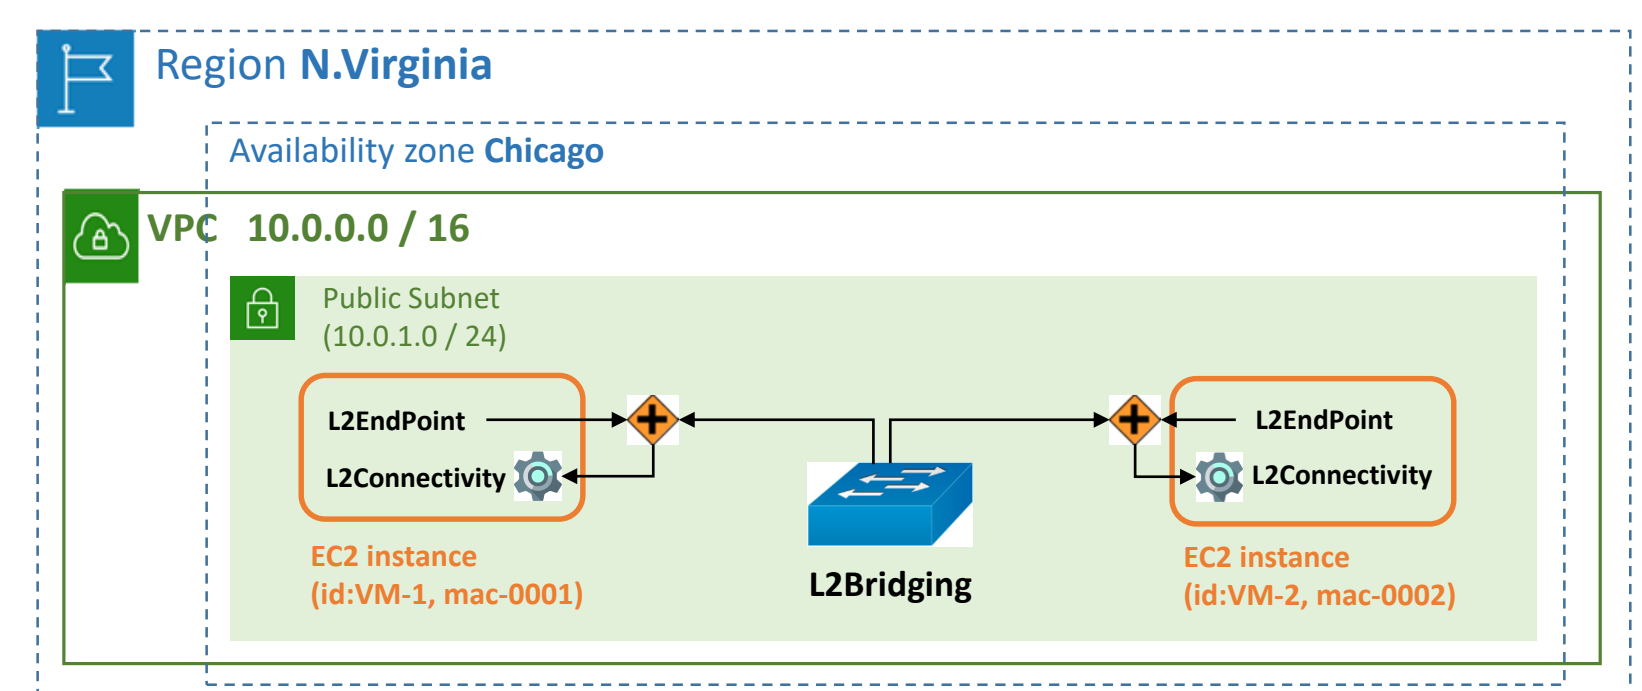 Region N.Virginia
Availability zone Chicago
VPC 10.0.0.0 / 16
Public Subnet
(10.0.1.0 / 24)
L2EndPoint
L2Connectivity
EC2 instance
(id:VM-1, mac-0001)
L2Bridging
L2EndPoint
L2Connectivity
EC2 instance
(id:VM-2, mac-0002)